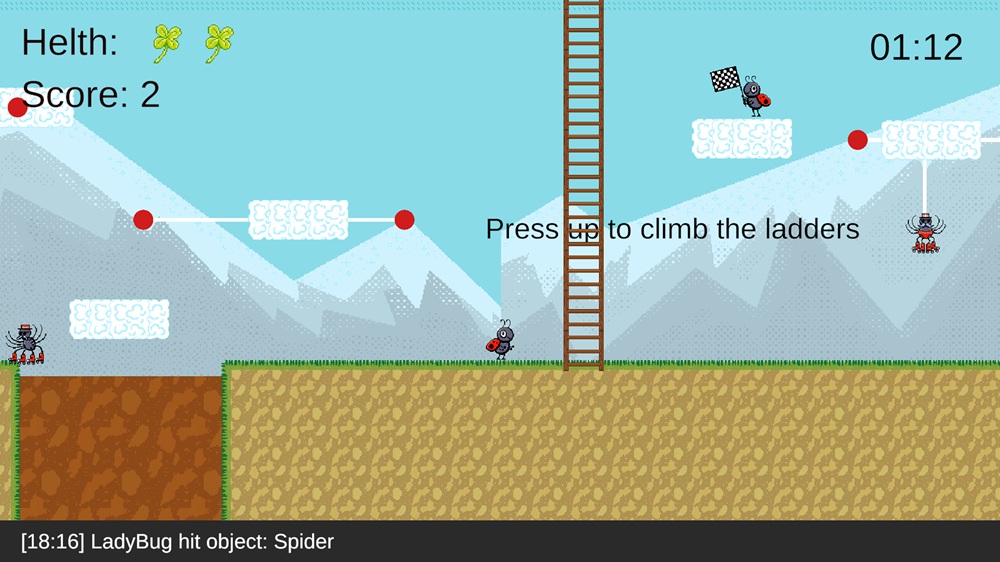 Helth:
01:12
Score: 2
Press up to climb the ladders
[18:16] LadyBug hit object: Spider